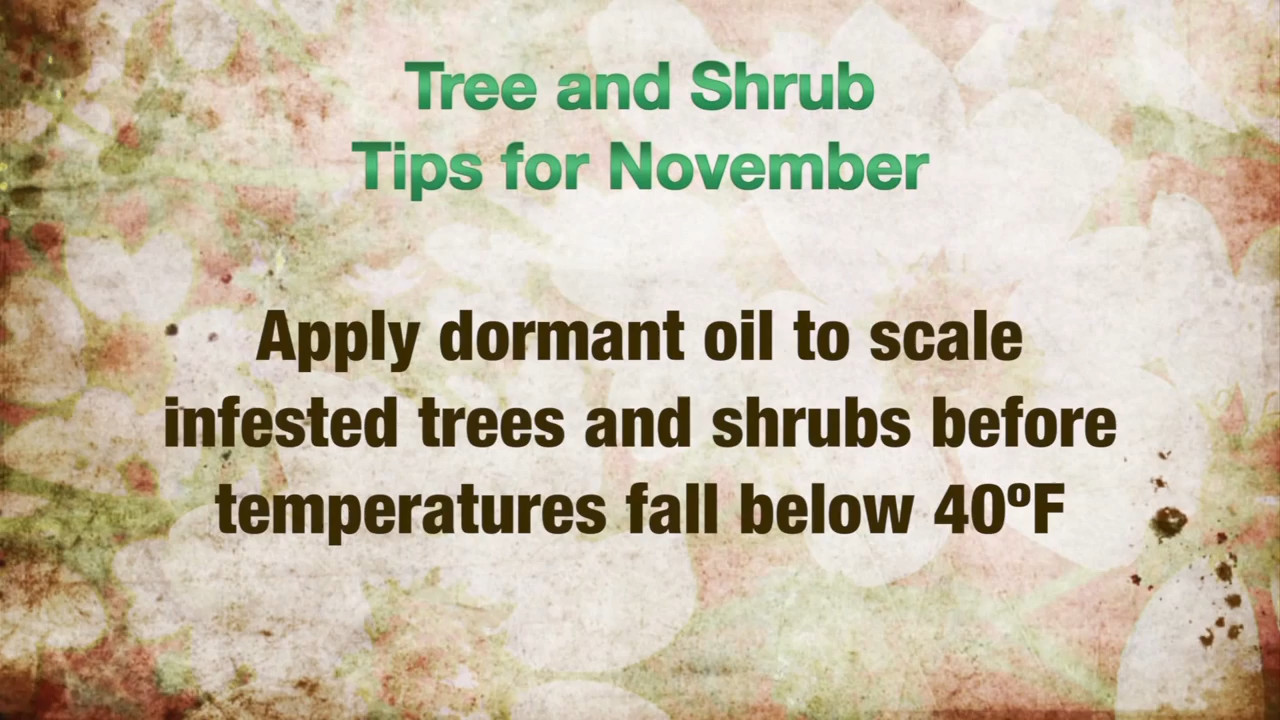 Tree and Shrub
Tips for November
Apply dormant oil to scale
infested trees and shrubs before
temperatures fall below 40ºF